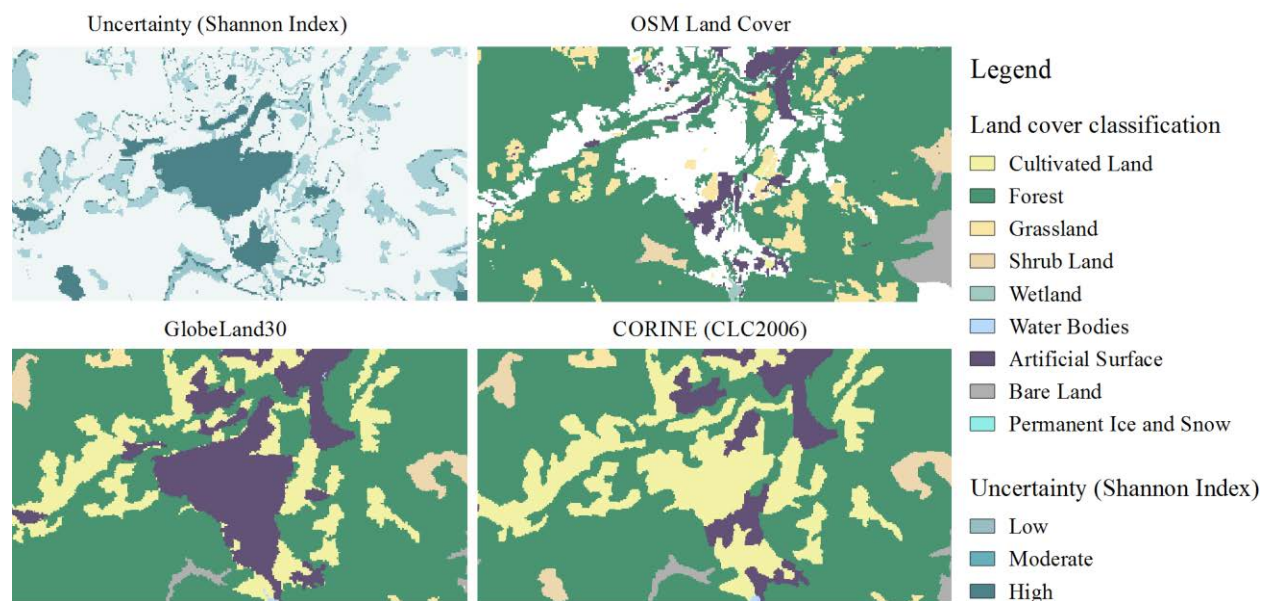 Uncertainty (Shannon Index)
OSM Land Cover
GlobeLand30
CORINE (CLC2006)
Legend
Land cover classification
Cultivated Land
Forest
Grassland
Shrub Land
Wetland
Water Bodies
Artificial Surface
Bare Land
Permanent Ice and Snow
Uncertainty (Shannon Index)
Low
Moderate
High